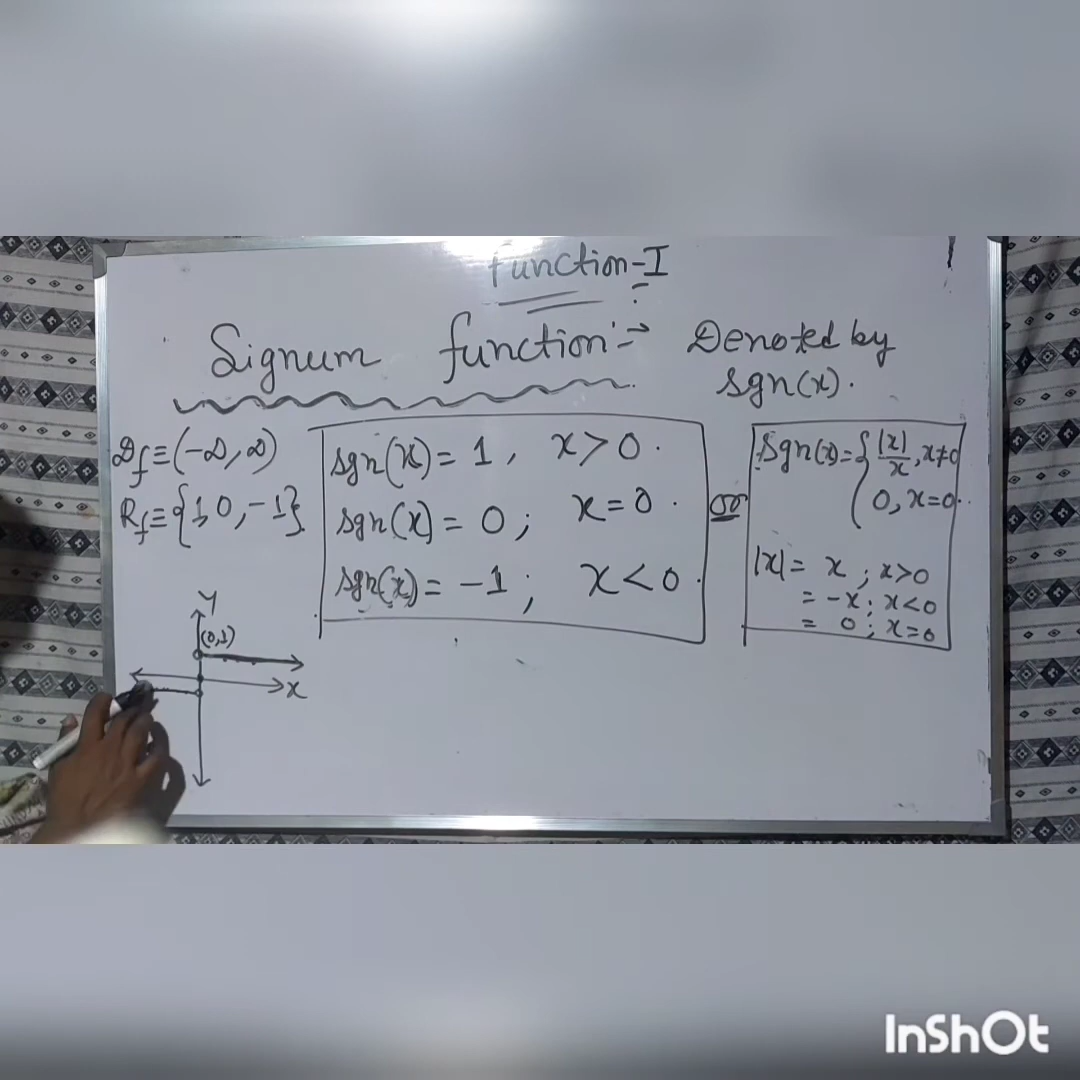 function-I
Signum function:→ Denoted by
sgn(x).
Df≡(-∞,∞)
Rf≡{1,0,-1}
sgn(x)= 1, x>0.
sgn(x)= 0; x=0.
sgn(x)= -1; x<0.
or
sgn(x)={|x|/x, x≠0
0, x=0.
|x|= x; x>0
= -x; x<0
= 0; x=0
Y
(0,1)
X
InShOt